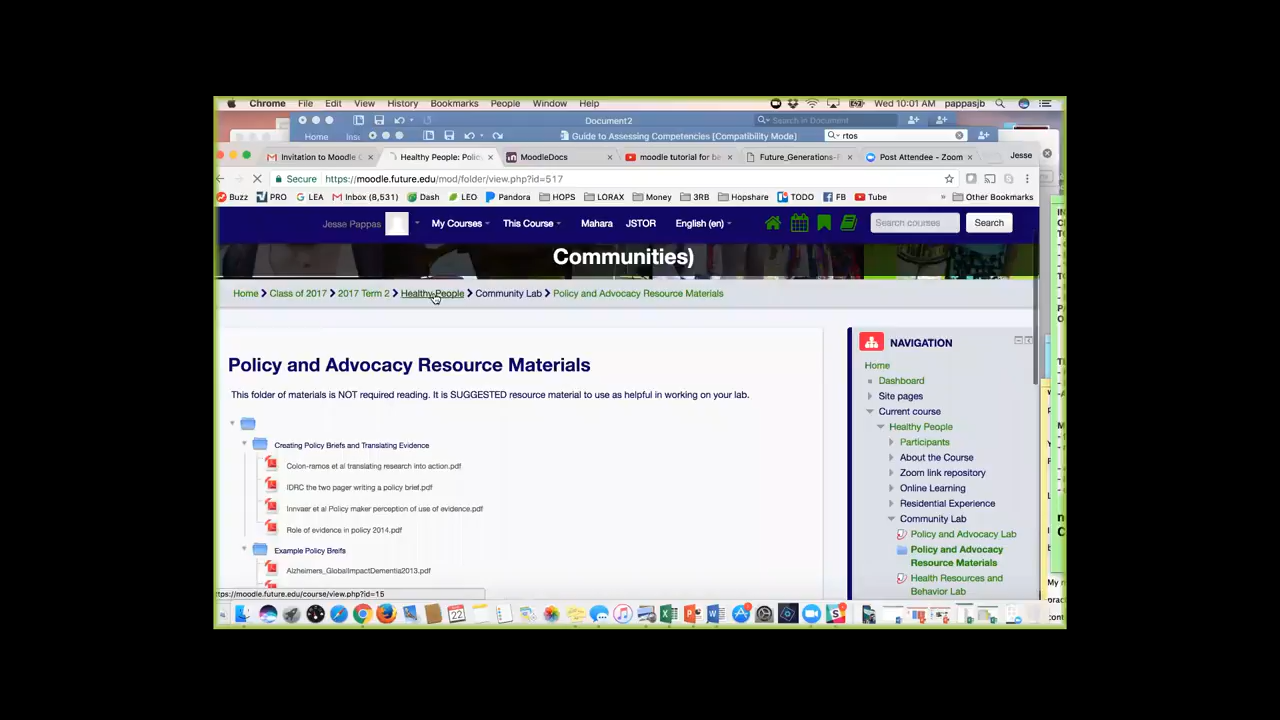 Chrome File Edit View History Bookmarks People Window Help Wed 10:01 AM pappasjb
Document2 Search in Document
Home Guide to Assessing Competencies [Compatibility Mode] rtos
Invitation to Moodle Healthy People: Polic MoodleDocs moodle tutorial for be Future_Generations- Post Attendee - Zoom Jesse
Secure https://moodle.future.edu/mod/folder/view.php?id=517
Buzz PRO LEA Inbox (8,531) Dash LEO Pandora HOPS LORAX Money 3RB Hopshare TODO FB Tube » Other Bookmarks
Jesse Pappas My Courses This Course Mahara JSTOR English (en) Search courses Search
Communities)
Home Class of 2017 2017 Term 2 Healthy People Community Lab Policy and Advocacy Resource Materials
Policy and Advocacy Resource Materials
This folder of materials is NOT required reading. It is SUGGESTED resource material to use as helpful in working on your lab.
Creating Policy Briefs and Translating Evidence
Colon-ramos et al translating research into action.pdf
IDRC the two pager writing a policy brief.pdf
Innvaer et al Policy maker perception of use of evidence.pdf
Role of evidence in policy 2014.pdf
Example Policy Breifs
Alzheimers_GlobalImpactDementia2013.pdf
NAVIGATION
Home
Dashboard
Site pages
Current course
Healthy People
Participants
About the Course
Zoom link repository
Online Learning
Residential Experience
Community Lab
Policy and Advocacy Lab
Policy and Advocacy
Resource Materials
Health Resources and
Behavior Lab
ttps://moodle.future.edu/course/view.php?id=15
22